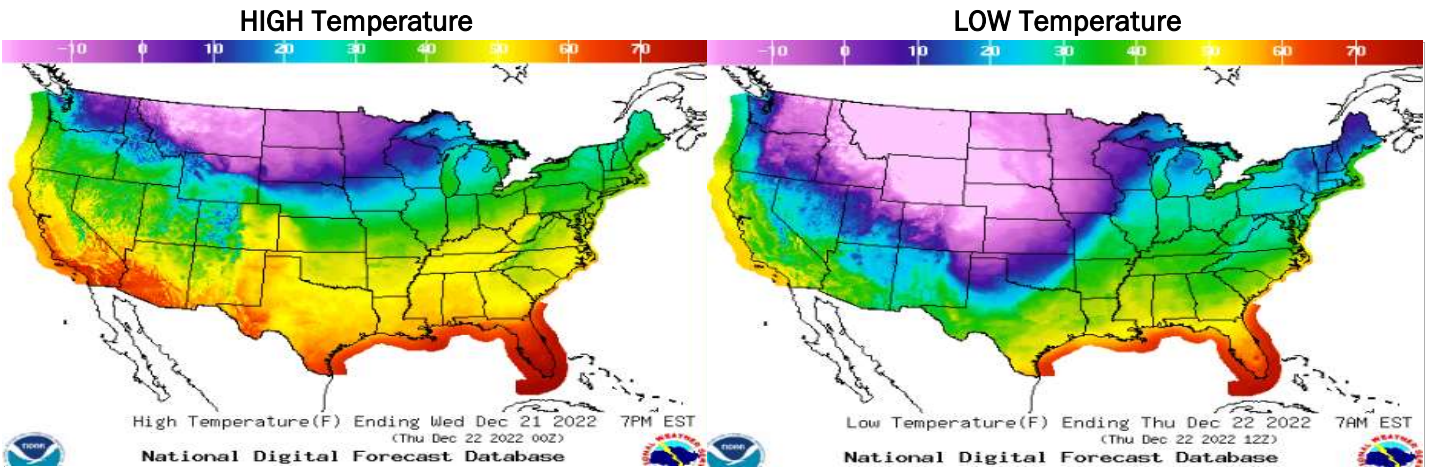 HIGH Temperature
-10 0 10 20 30 40 50 60 70
High Temperature(F) Ending Wed Dec 21 2022 7PM EST
(Thu Dec 22 2022 00Z)
National Digital Forecast Database
LOW Temperature
-10 0 10 20 30 40 50 60 70
Low Temperature(F) Ending Thu Dec 22 2022 7AM EST
(Thu Dec 22 2022 12Z)
National Digital Forecast Database